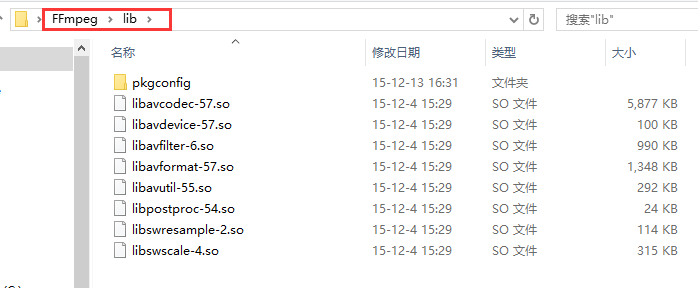 FFmpeg > lib >
搜索"lib"
名称 修改日期 类型 大小
pkgconfig 15-12-13 16:31 文件夹
libavcodec-57.so 15-12-4 15:29 SO 文件 5,877 KB
libavdevice-57.so 15-12-4 15:29 SO 文件 100 KB
libavfilter-6.so 15-12-4 15:29 SO 文件 990 KB
libavformat-57.so 15-12-4 15:29 SO 文件 1,348 KB
libavutil-55.so 15-12-4 15:29 SO 文件 292 KB
libpostproc-54.so 15-12-4 15:29 SO 文件 24 KB
libswresample-2.so 15-12-4 15:29 SO 文件 114 KB
libswscale-4.so 15-12-4 15:29 SO 文件 315 KB